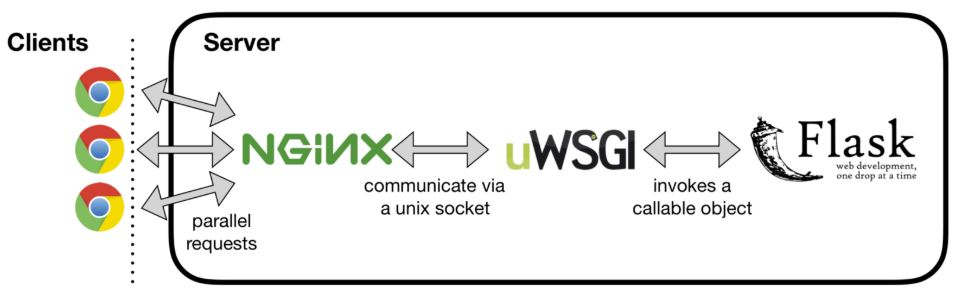 Clients
Server
NGiNX
uWSGI
Flask
web development,
one drop at a time
communicate via
a unix socket
invokes a
callable object
parallel
requests